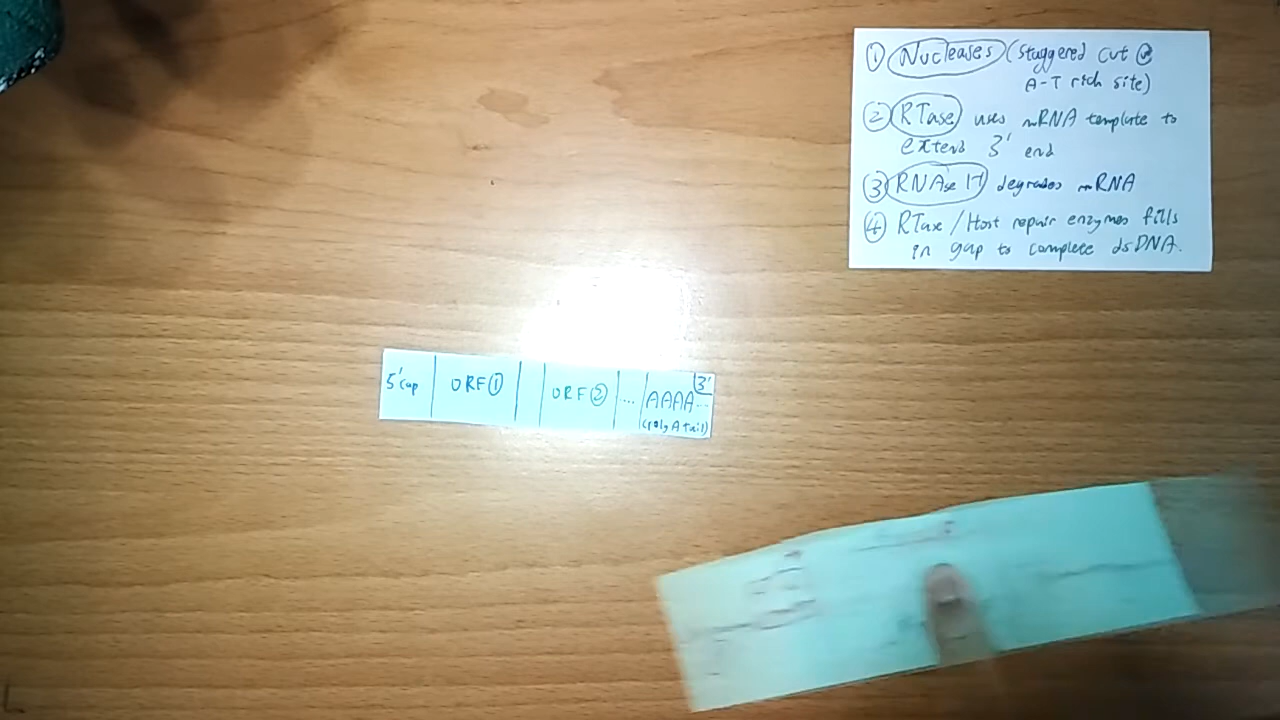 ① Nucleases (staggered cut @
A-T rich site)
② RTase uses mRNA template to
extend 3' end
③ RNAse H degrades mRNA
④ RTase / Host repair enzymes fills
in gap to complete dsDNA.
5' cap ORF① ORF② ... AAAA... 3'
(poly A tail)